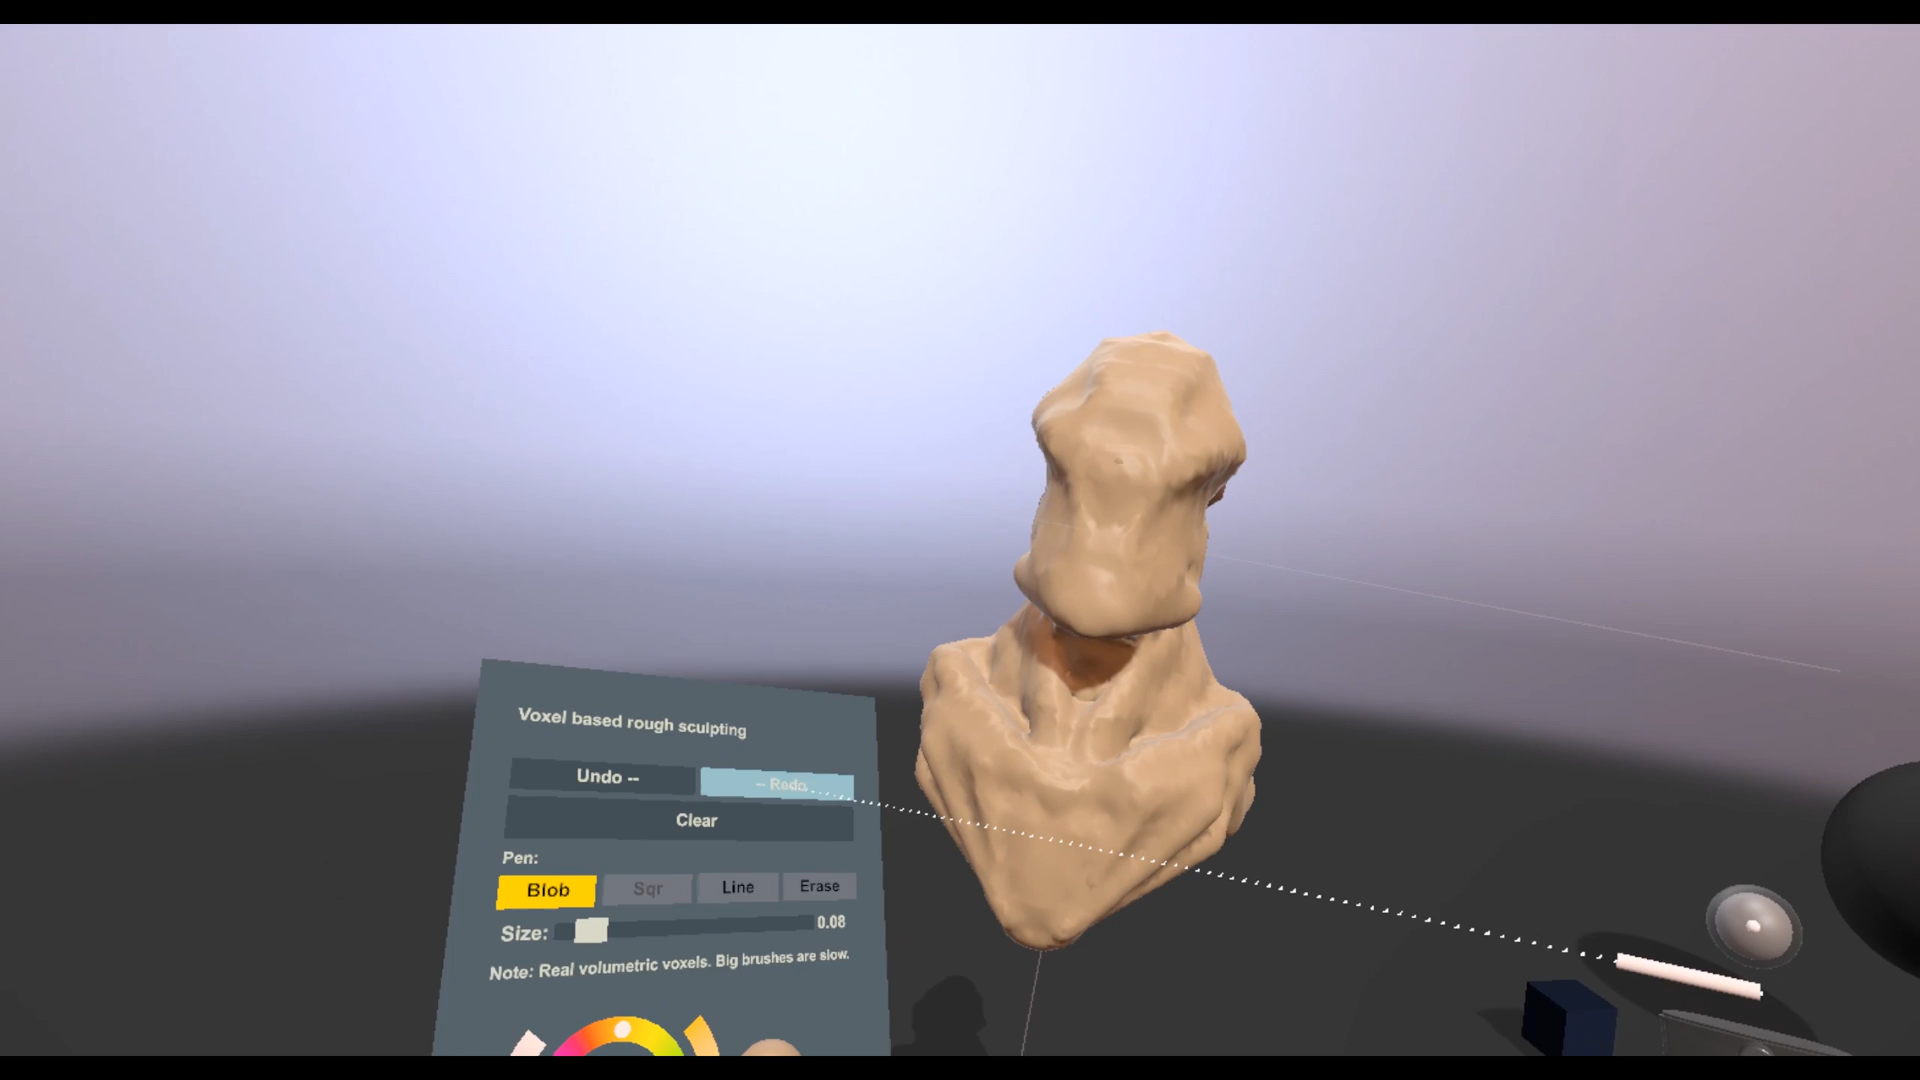 Voxel based rough sculpting
Undo --
-- Redo
Clear
Pen:
Blob Sqr Line Erase
Size: 0.08
Note: Real volumetric voxels. Big brushes are slow.